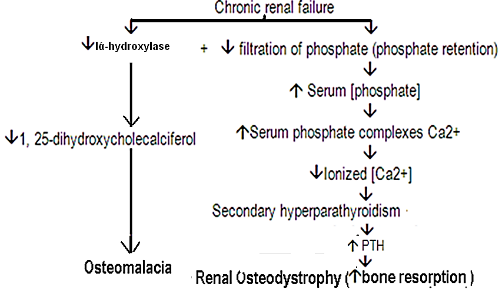 Chronic renal failure
↓Iά-hydroxylase + ↓ filtration of phosphate (phosphate retention)
↑ Serum [phosphate]
↓1, 25-dihydroxycholecalciferol
↑Serum phosphate complexes Ca2+
↓Ionized [Ca2+]
Secondary hyperparathyroidism
↑ PTH
Osteomalacia
Renal Osteodystrophy (↑bone resorption)